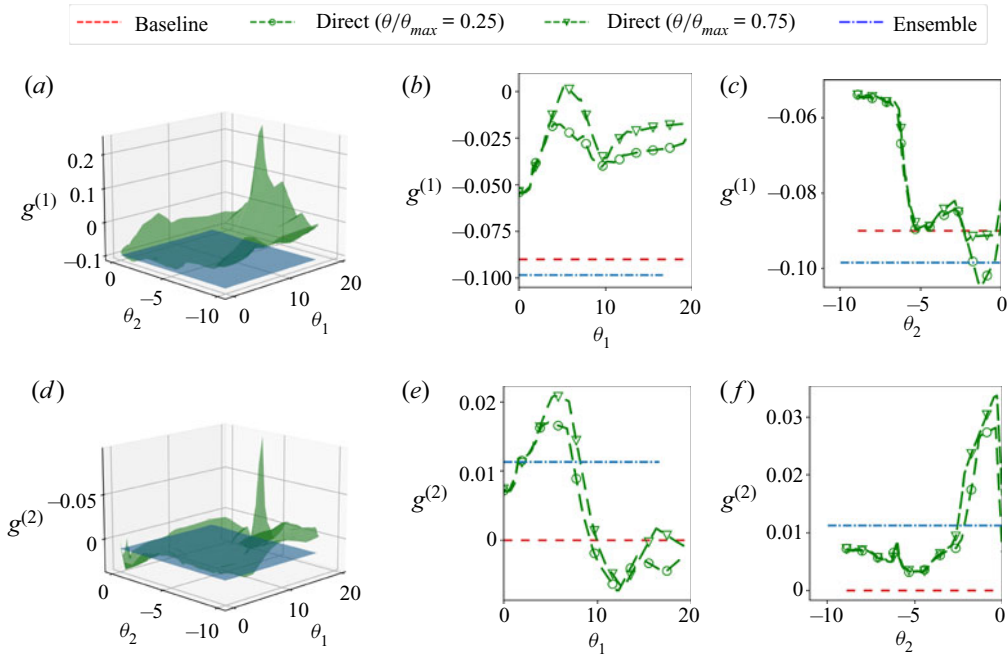 Baseline Direct (θ/θmax = 0.25) Direct (θ/θmax = 0.75) Ensemble
(a) (b) (c)
0.2
0.1
0
–0.1
g(1)
0
–5
–10
θ2
0
10
20
θ1
0
–0.025
–0.050
–0.075
–0.100
g(1)
0
10
20
θ1
–0.06
–0.08
–0.10
g(1)
–10
–5
0
θ2
(d) (e) (f)
–0.05
0
g(2)
0
–5
–10
θ2
0
10
20
θ1
0.02
0.01
0
g(2)
0
10
20
θ1
0.03
0.02
0.01
0
g(2)
–10
–5
0
θ2